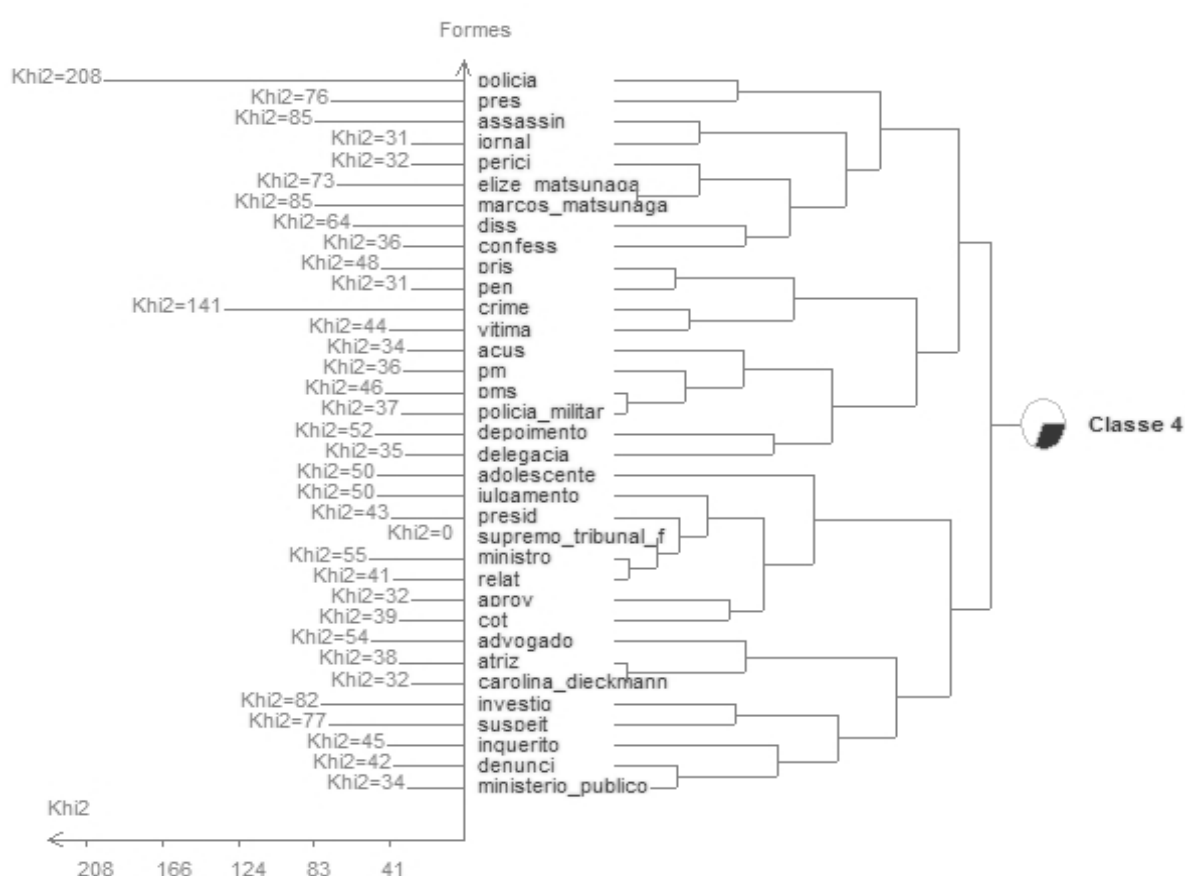 Formes
Khi2=208 policia
Khi2=76 pres
Khi2=85 assassin
Khi2=31 jornal
Khi2=32 perici
Khi2=73 elize_matsunaga
Khi2=85 marcos_matsunaga
Khi2=64 diss
Khi2=36 confess
Khi2=48 pris
Khi2=31 pen
Khi2=141 crime
Khi2=44 vitima
Khi2=34 acus
Khi2=36 pm
Khi2=46 pms
Khi2=37 policia_militar
Classe 4
Khi2=52 depoimento
Khi2=35 delegacia
Khi2=50 adolescente
Khi2=50 julgamento
Khi2=43 presid
Khi2=0 supremo_tribunal_f
Khi2=55 ministro
Khi2=41 relat
Khi2=32 aprov
Khi2=39 cot
Khi2=54 advogado
Khi2=38 atriz
Khi2=32 carolina_dieckmann
Khi2=82 investig
Khi2=77 suspeit
Khi2=45 inquerito
Khi2=42 denunci
Khi2=34 ministerio_publico
Khi2
208 166 124 83 41